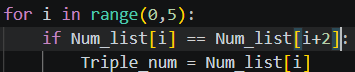 for i in range(0,5):
if Num_list[i] == Num_list[i+2]:
Triple_num = Num_list[i]